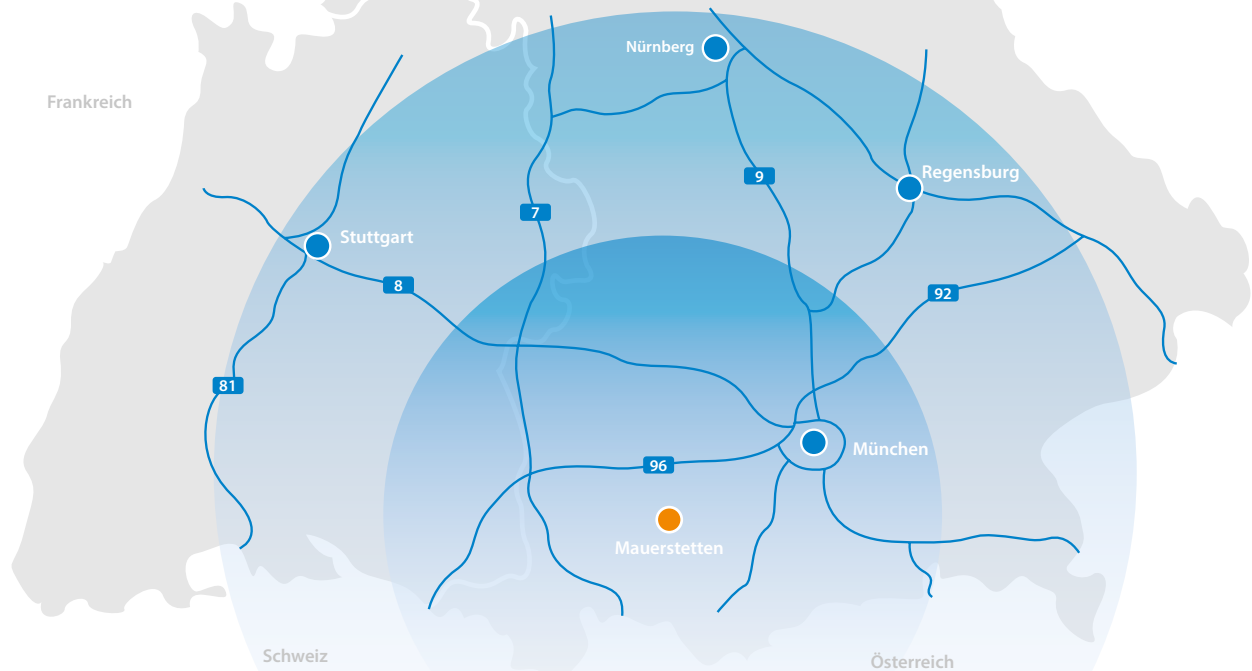 Nürnberg
Frankreich
9
Regensburg
7
Stuttgart
8
92
81
München
96
Mauerstetten
Schweiz
Österreich